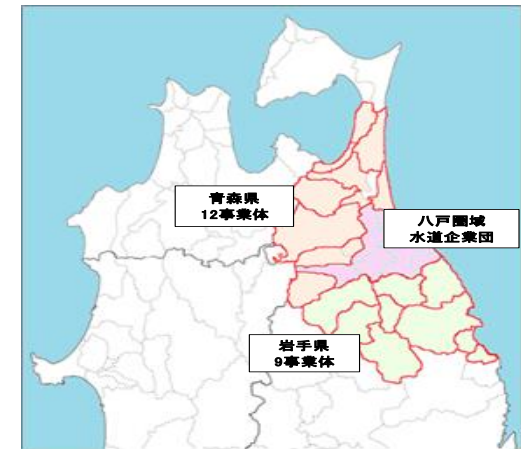 青森県
12事業体
八戸圏域
水道企業団
岩手県
9事業体